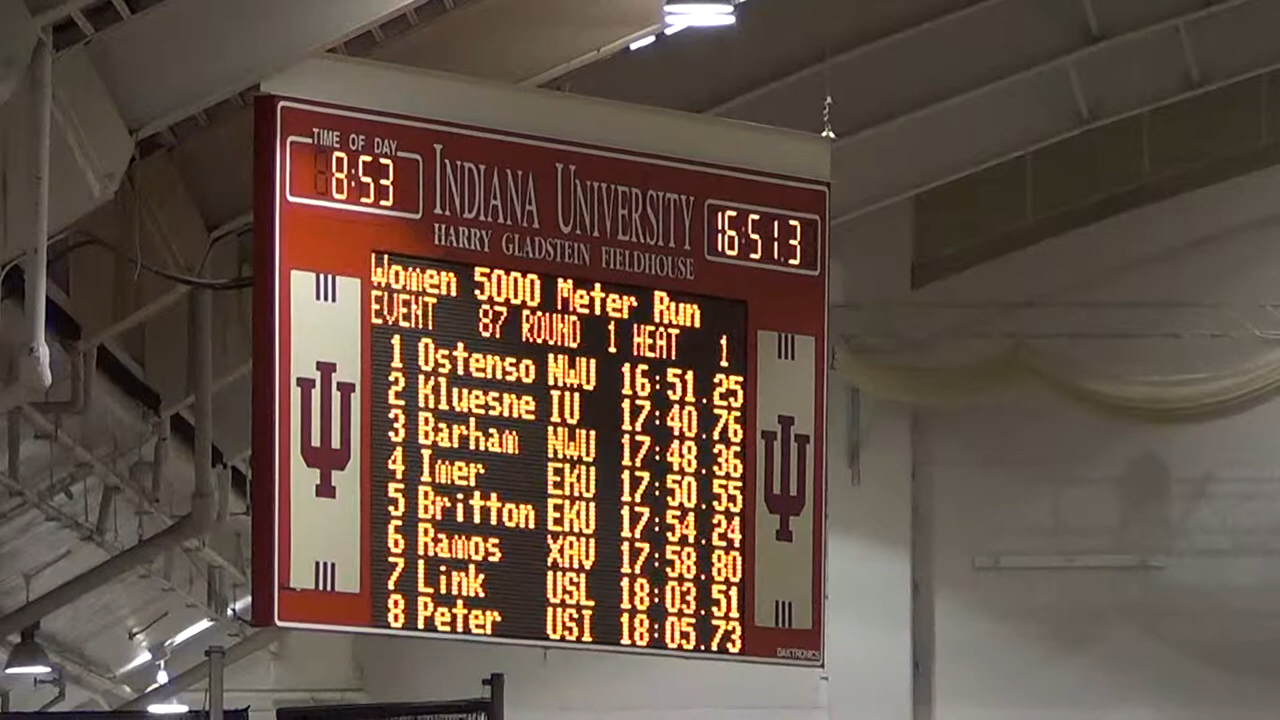 TIME OF DAY
8:53
INDIANA UNIVERSITY
HARRY GLADSTEIN FIELDHOUSE
16:51.3
Women 5000 Meter Run
EVENT 87 ROUND 1 HEAT 1
1 Ostenso NWU 16:51.25
2 Kluesne IU 17:40.76
3 Barham NWU 17:48.36
4 Imer EKU 17:50.55
5 Britton EKU 17:54.24
6 Ramos XAV 17:58.80
7 Link USL 18:03.51
8 Peter USI 18:05.73
DAKTRONICS